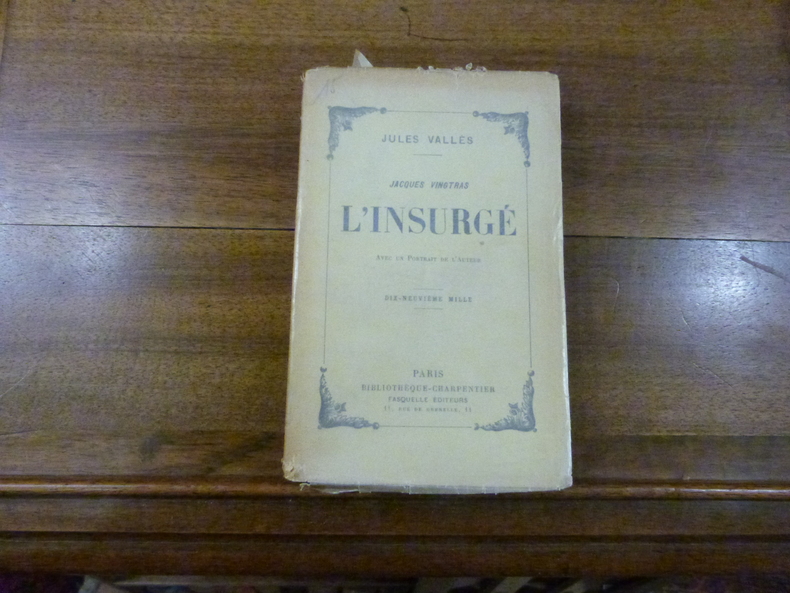 JULES VALLÈS
JACQUES VINGTRAS
L'INSURGÉ
AVEC UN PORTRAIT DE L'AUTEUR
DIX-NEUVIÈME MILLE
PARIS
BIBLIOTHÈQUE-CHARPENTIER
FASQUELLE ÉDITEURS
11, RUE DE GRENELLE, 11